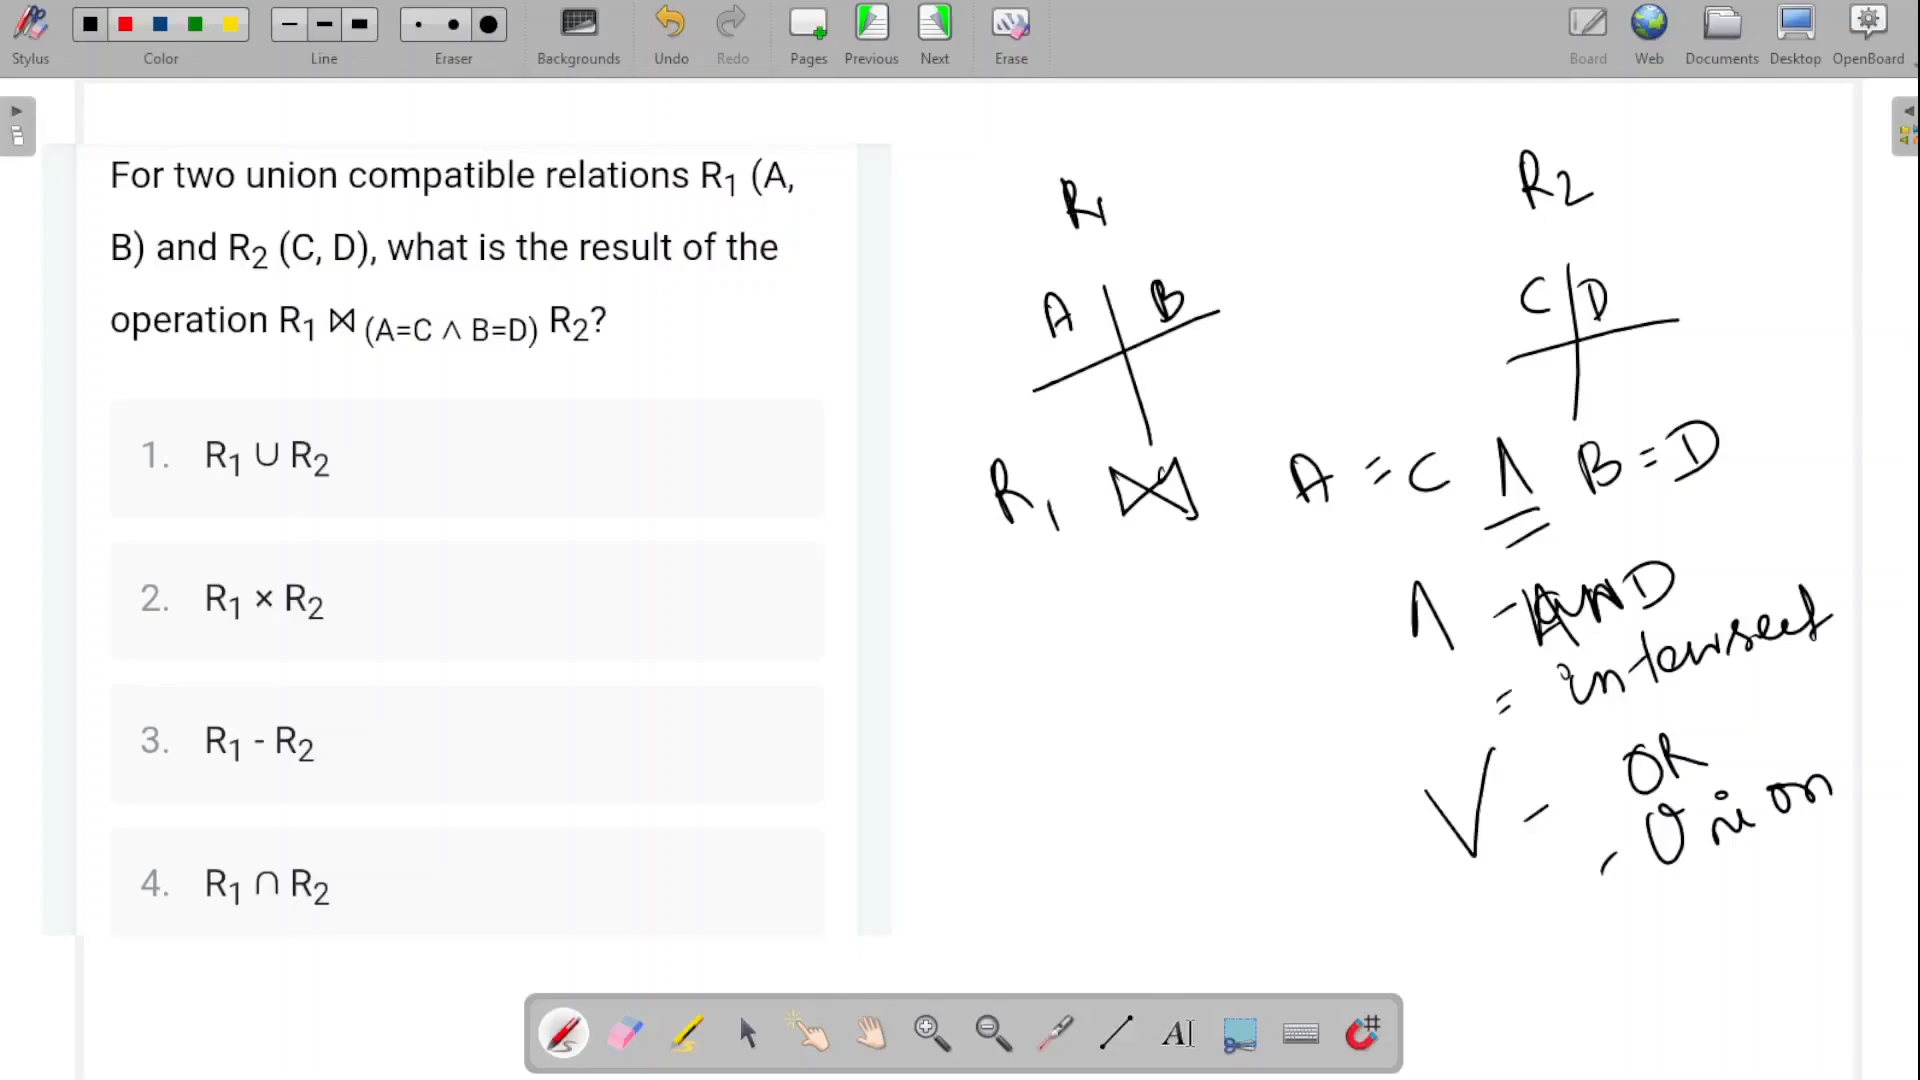 Stylus Color Line Eraser Backgrounds Undo Redo Pages Previous Next Erase Board Web Documents Desktop OpenBoard
For two union compatible relations R1 (A,
B) and R2 (C, D), what is the result of the
operation R1 ⋈ (A=C ∧ B=D) R2?
1. R1 ∪ R2
2. R1 × R2
3. R1 - R2
4. R1 ∩ R2
R1 R2
A B C D
R1 ⋈ A = C ∧ B = D
∧ - AND
= intersect
V - OR
- Union